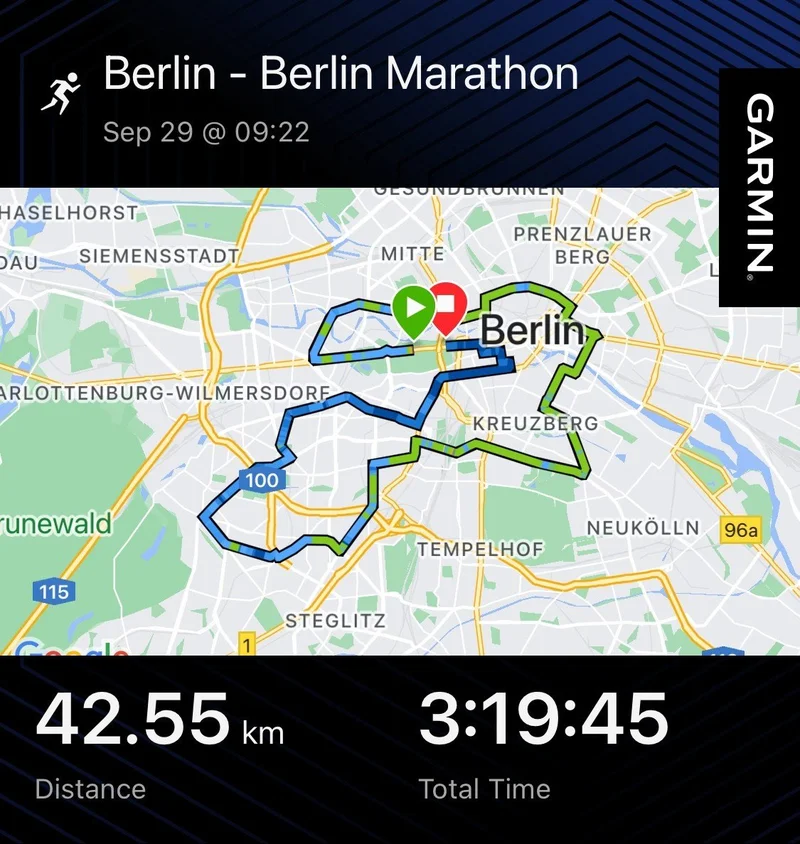 Berlin - Berlin Marathon
Sep 29 @ 09:22
GARMIN
GESUNDBRUNNEN
HASELHORST
DAU
SIEMENSSTADT
MITTE
PRENZLAUER
BERG
L
Berlin
ARLOTTENBURG-WILMERSDORF
KREUZBERG
100
runewald
NEUKÖLLN
96a
TEMPELHOF
115
STEGLITZ
1
Google
42.55 km
3:19:45
Distance
Total Time